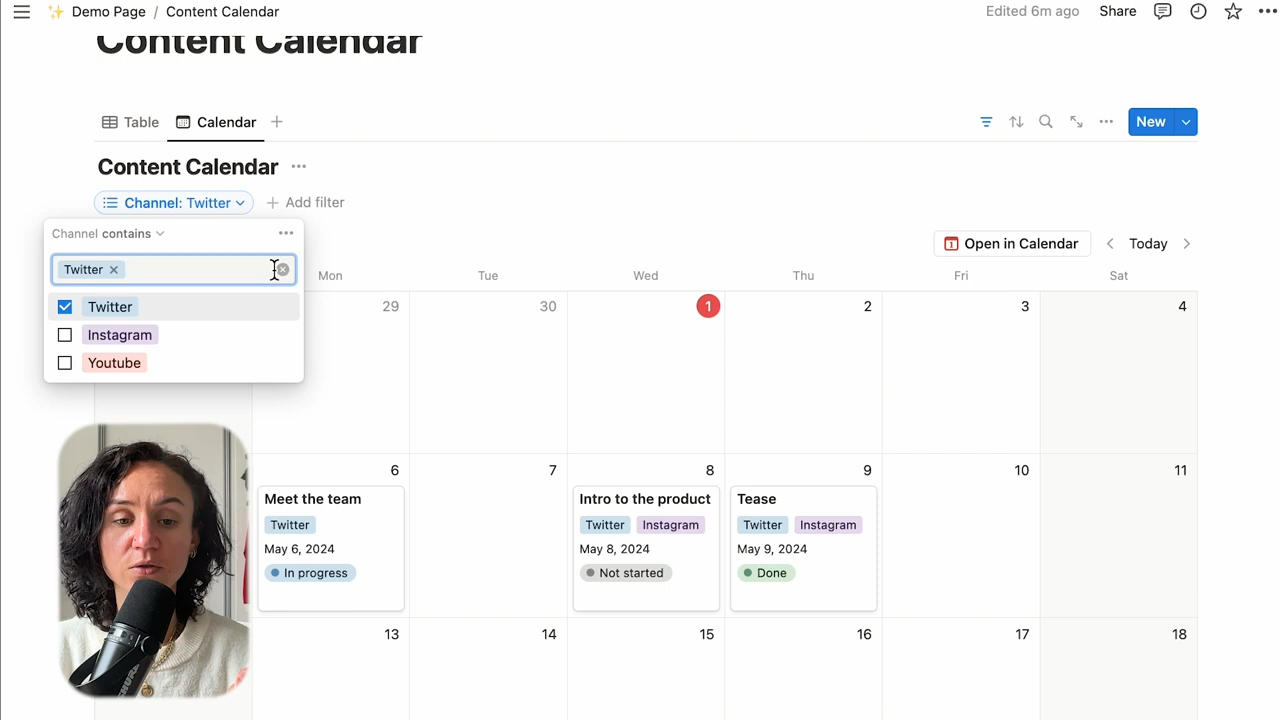 Demo Page / Content Calendar
Edited 6m ago Share
Content Calendar
Table Calendar
New
Content Calendar
Channel: Twitter Add filter
Channel contains
Open in Calendar Today
Twitter
Mon Tue Wed Thu Fri Sat
Twitter
Instagram
Youtube
29 30 1 2 3 4
6 7 8 9 10 11
Meet the team
Twitter
May 6, 2024
In progress
Intro to the product
Twitter Instagram
May 8, 2024
Not started
Tease
Twitter Instagram
May 9, 2024
Done
13 14 15 16 17 18